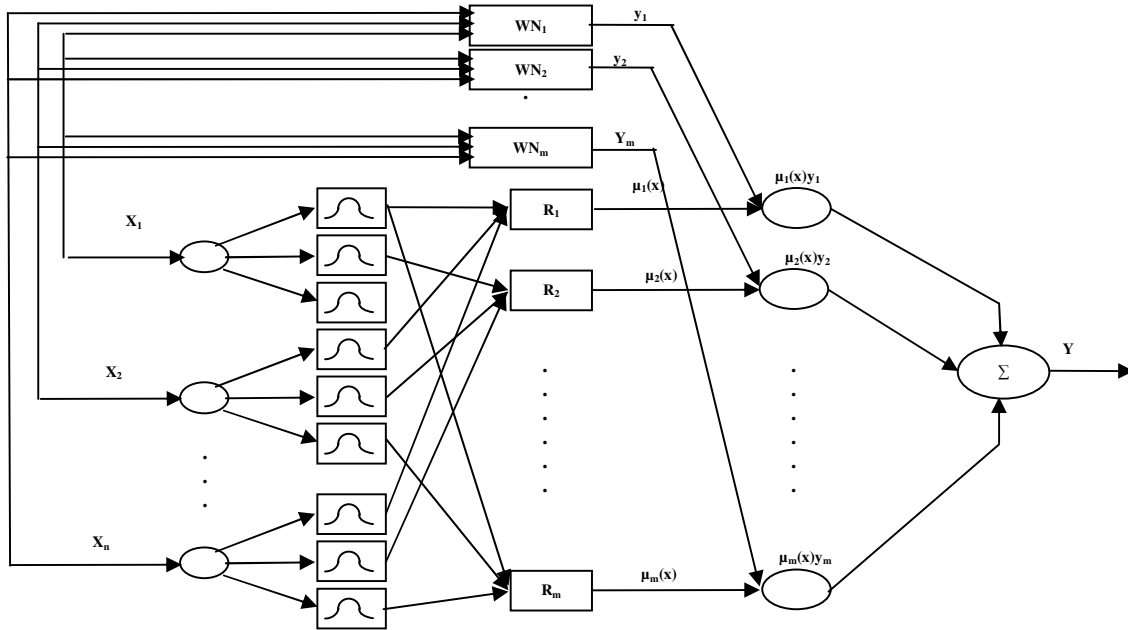 WN₁
y₁
WN₂
y₂
WNₘ
Yₘ
X₁
R₁
μ₁(x)
μ₁(x)y₁
R₂
μ₂(x)
μ₂(x)y₂
X₂
Σ
Y
Xₙ
Rₘ
μₘ(x)
μₘ(x)yₘ